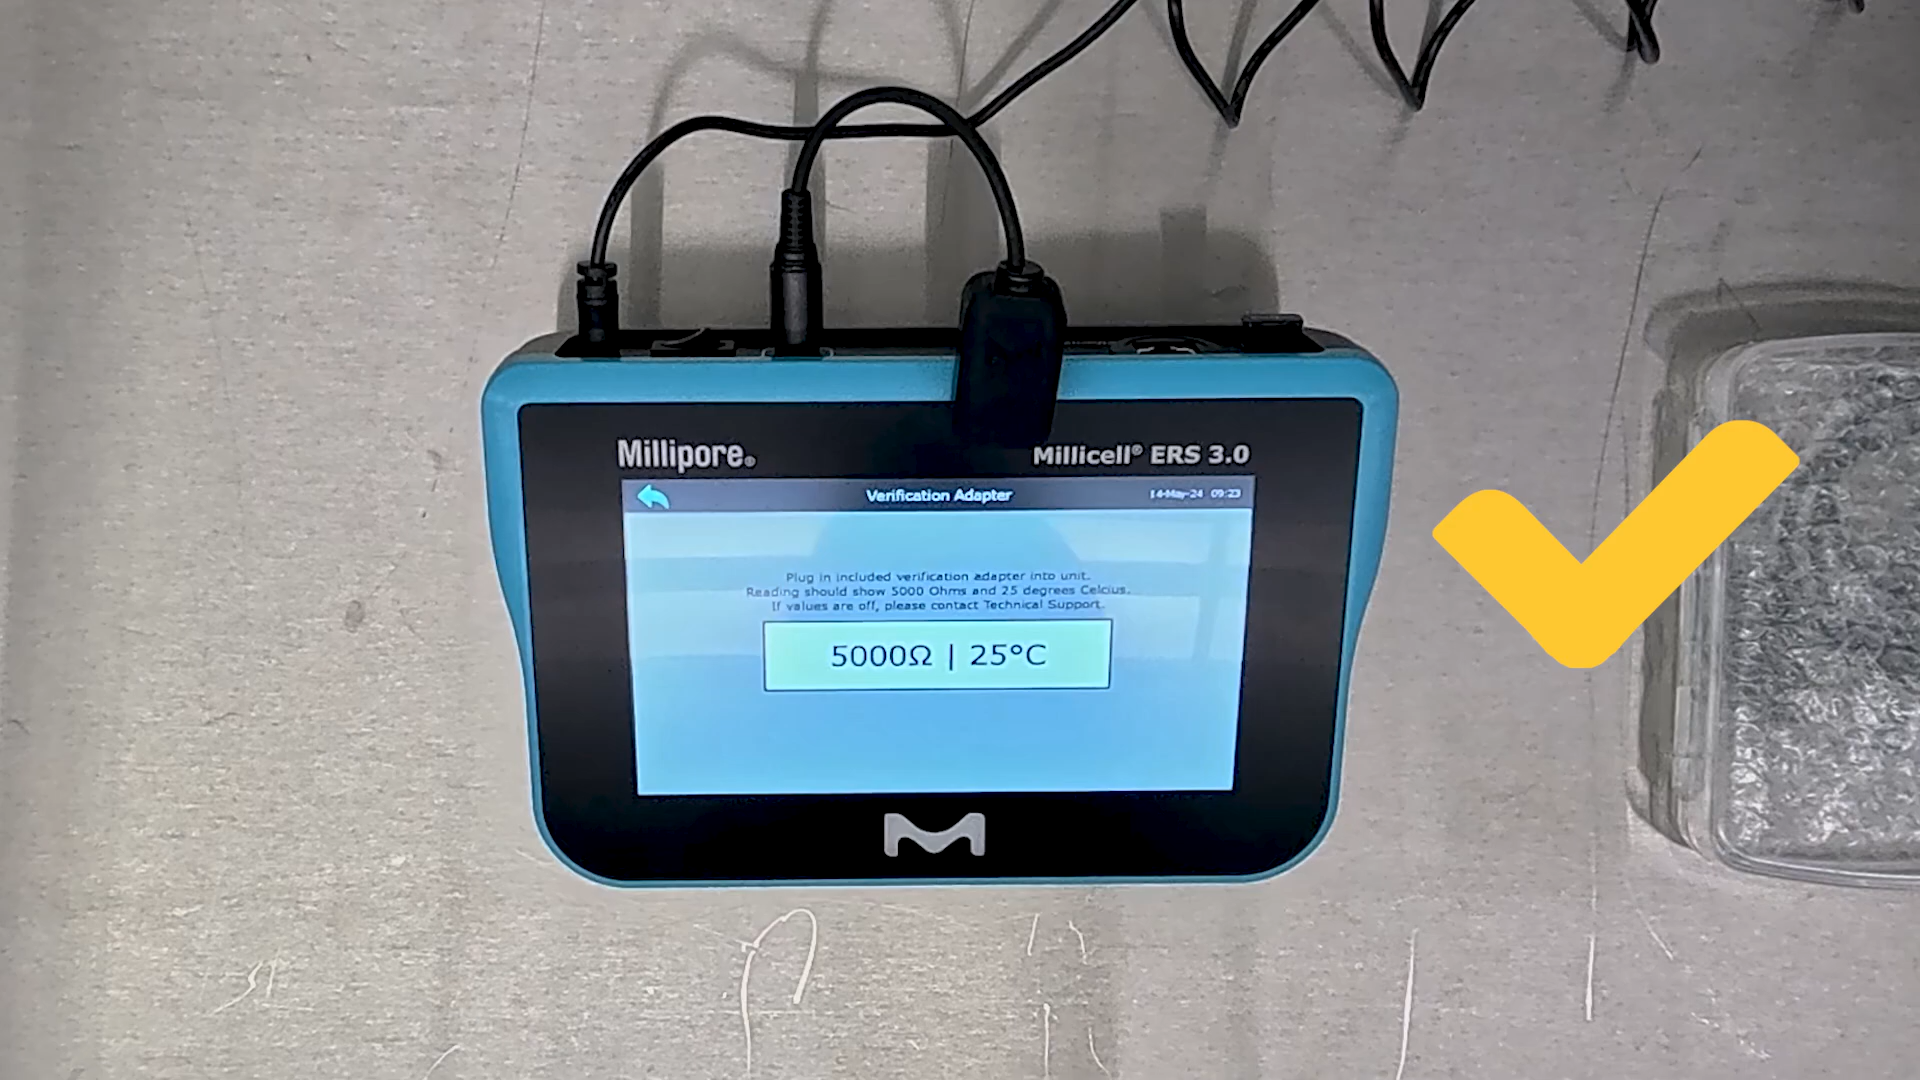 Millipore®
Millicell® ERS 3.0
Verification Adapter
14-May-24 09:23
Plug in included verification adapter into unit.
Reading should show 5000 Ohms and 25 degrees Celcius.
If values are off, please contact Technical Support.
5000Ω | 25°C